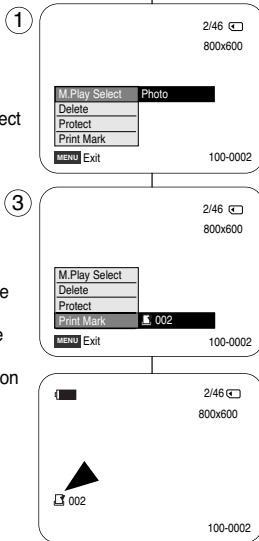 1
2/46
800x600
M.Play Select Photo
ect
Delete
Protect
Print Mark
MENU Exit 100-0002
3
2/46
800x600
M.Play Select
Delete
e
Protect
Print Mark 002
e
MENU Exit 100-0002
on
2/46
800x600
002
100-0002